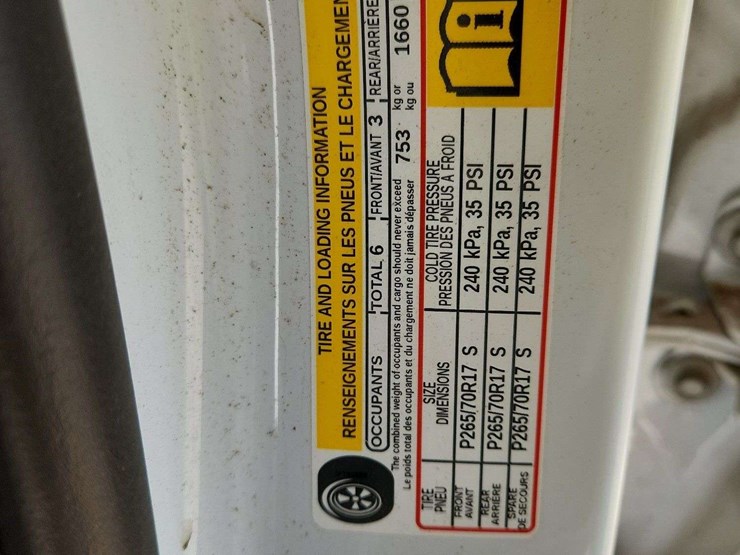 TIRE AND LOADING INFORMATION
RENSEIGNEMENTS SUR LES PNEUS ET LE CHARGEMEN
OCCUPANTS TOTAL 6 FRONT/AVANT 3 REAR/ARRIÈRE
The combined weight of occupants and cargo should never exceed 753 kg or 1660
Le poids total des occupants et du chargement ne doit jamais dépasser kg ou
TIRE SIZE COLD TIRE PRESSURE
PNEU DIMENSIONS PRESSION DES PNEUS A FROID
FRONT
AVANT P265/70R17 S 240 kPa, 35 PSI
REAR
ARRIÈRE P265/70R17 S 240 kPa, 35 PSI
SPARE
DE SECOURS P265/70R17 S 240 kPa, 35 PSI
i